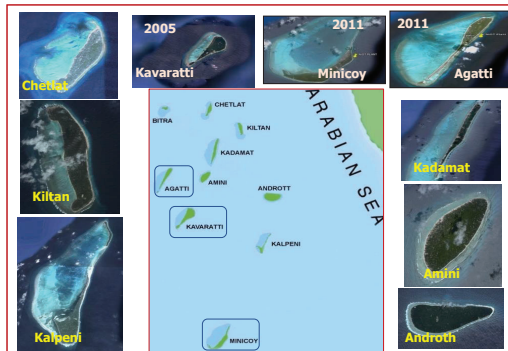 2005
2011
2011
Chetlat
Kavaratti
Minicoy
Agatti
Kiltan
Kalpeni
Kadamat
Amini
Androth
BITRA
CHETLAT
KILTAN
KADAMAT
AGATTI
AMINI
ANDROTT
KAVARATTI
KALPENI
MINICOY
ARABIAN SEA